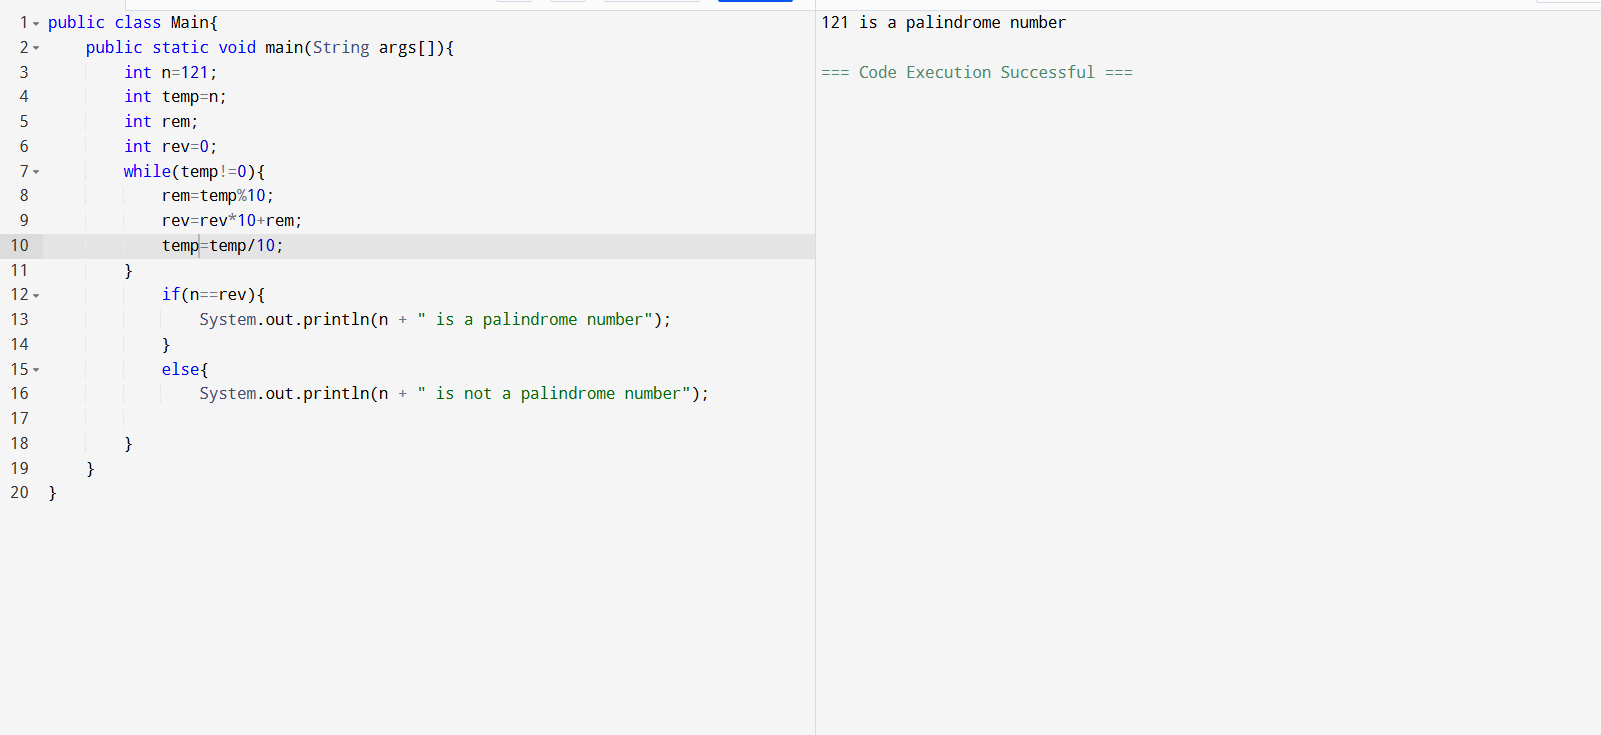 1 public class Main{
2 public static void main(String args[]){
3 int n=121;
4 int temp=n;
5 int rem;
6 int rev=0;
7 while(temp!=0){
8 rem=temp%10;
9 rev=rev*10+rem;
10 temp=temp/10;
11 }
12 if(n==rev){
13 System.out.println(n + " is a palindrome number");
14 }
15 else{
16 System.out.println(n + " is not a palindrome number");
17
18 }
19 }
20 }
121 is a palindrome number
=== Code Execution Successful ===